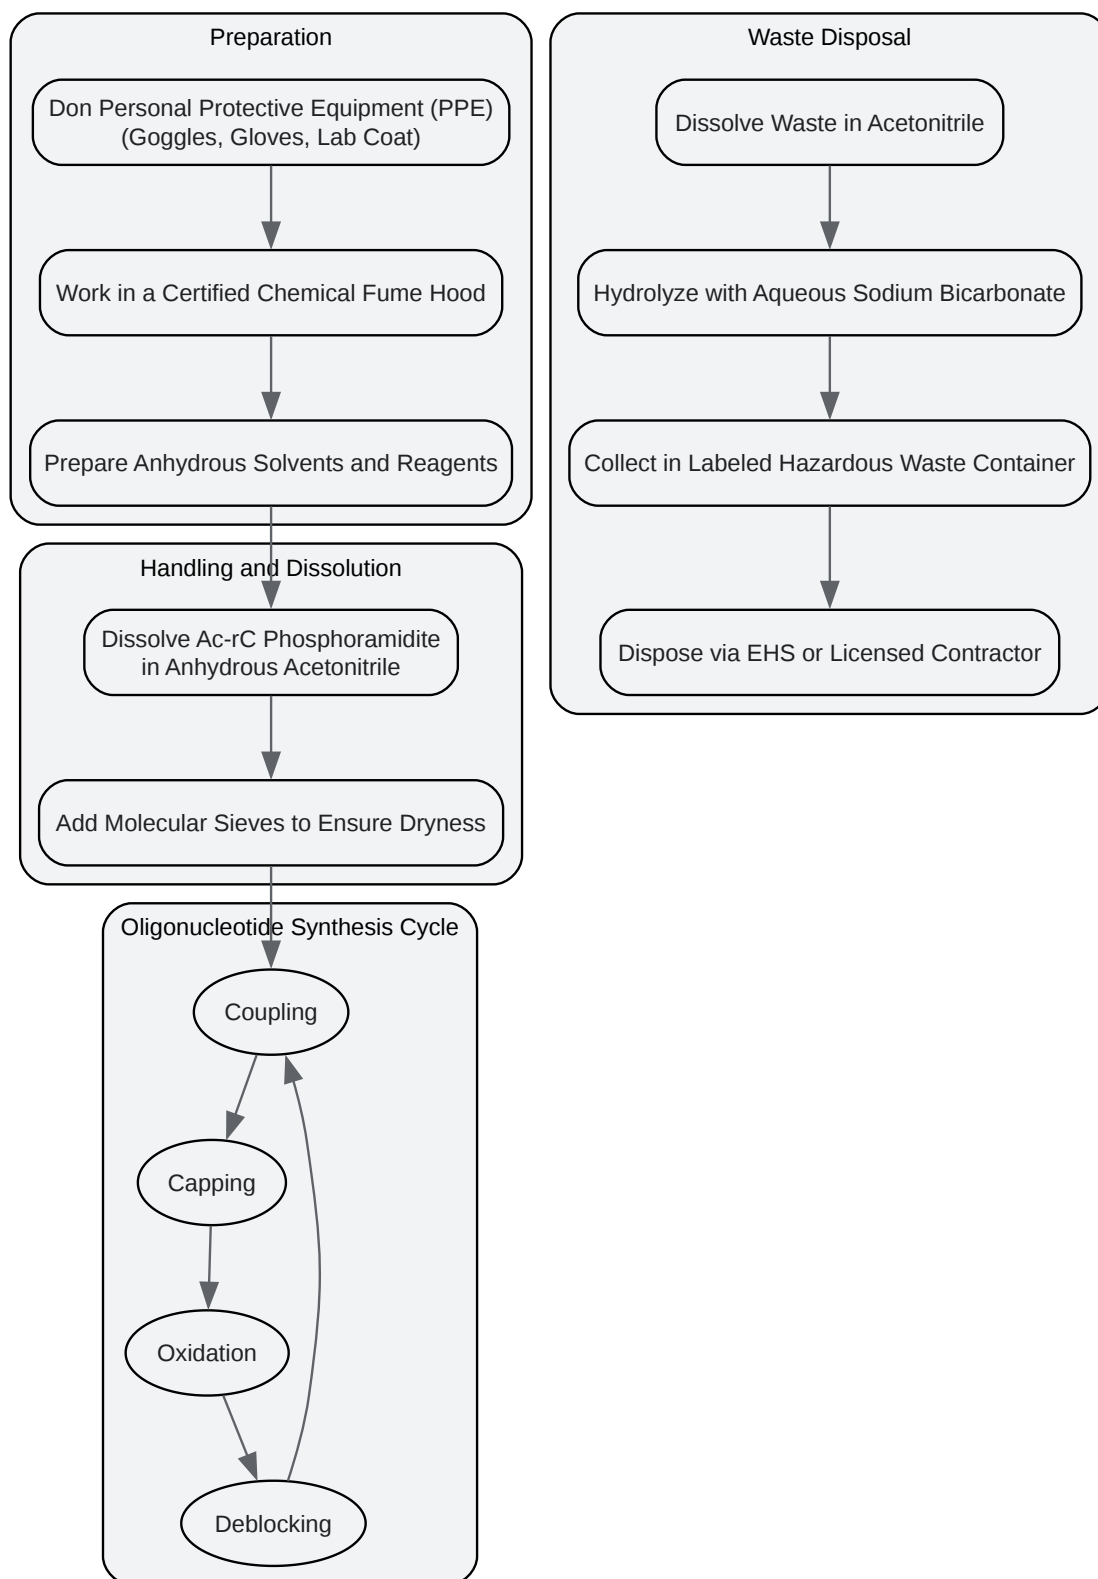 Preparation
Don Personal Protective Equipment (PPE)
(Goggles, Gloves, Lab Coat)
Work in a Certified Chemical Fume Hood
Prepare Anhydrous Solvents and Reagents
Handling and Dissolution
Dissolve Ac-rC Phosphoramidite
in Anhydrous Acetonitrile
Add Molecular Sieves to Ensure Dryness
Oligonucleotide Synthesis Cycle
Coupling
Capping
Oxidation
Deblocking
Waste Disposal
Dissolve Waste in Acetonitrile
Hydrolyze with Aqueous Sodium Bicarbonate
Collect in Labeled Hazardous Waste Container
Dispose via EHS or Licensed Contractor